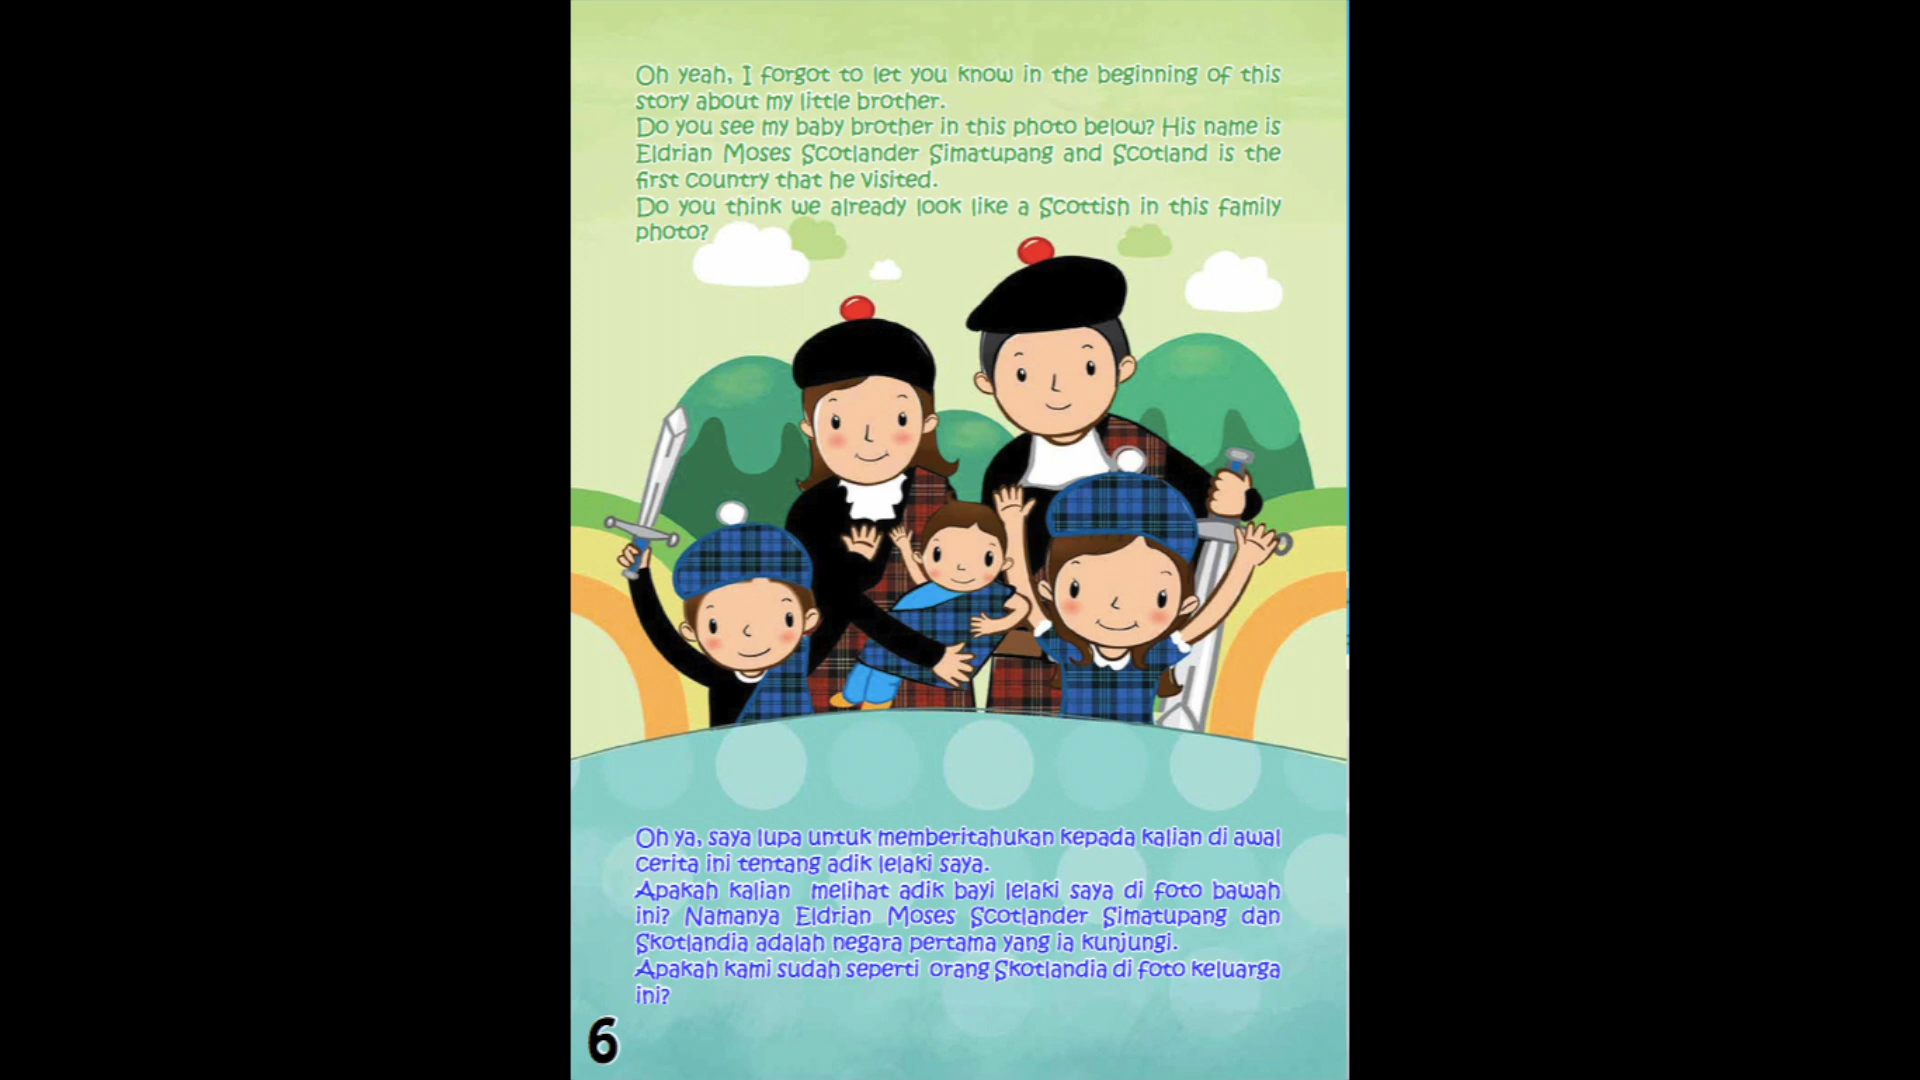 Oh yeah, I forgot to let you know in the beginning of this
story about my little brother.
Do you see my baby brother in this photo below? His name is
Eldrian Moses Scotlander Simatupang and Scotland is the
first country that he visited.
Do you think we already look like a Scottish in this family
photo?
Oh ya, saya lupa untuk memberitahukan kepada kalian di awal
cerita ini tentang adik lelaki saya.
Apakah kalian melihat adik bayi lelaki saya di foto bawah
ini? Namanya Eldrian Moses Scotlander Simatupang dan
Skotlandia adalah negara pertama yang ia kunjungi.
Apakah kami sudah seperti orang Skotlandia di foto keluarga
ini?
6